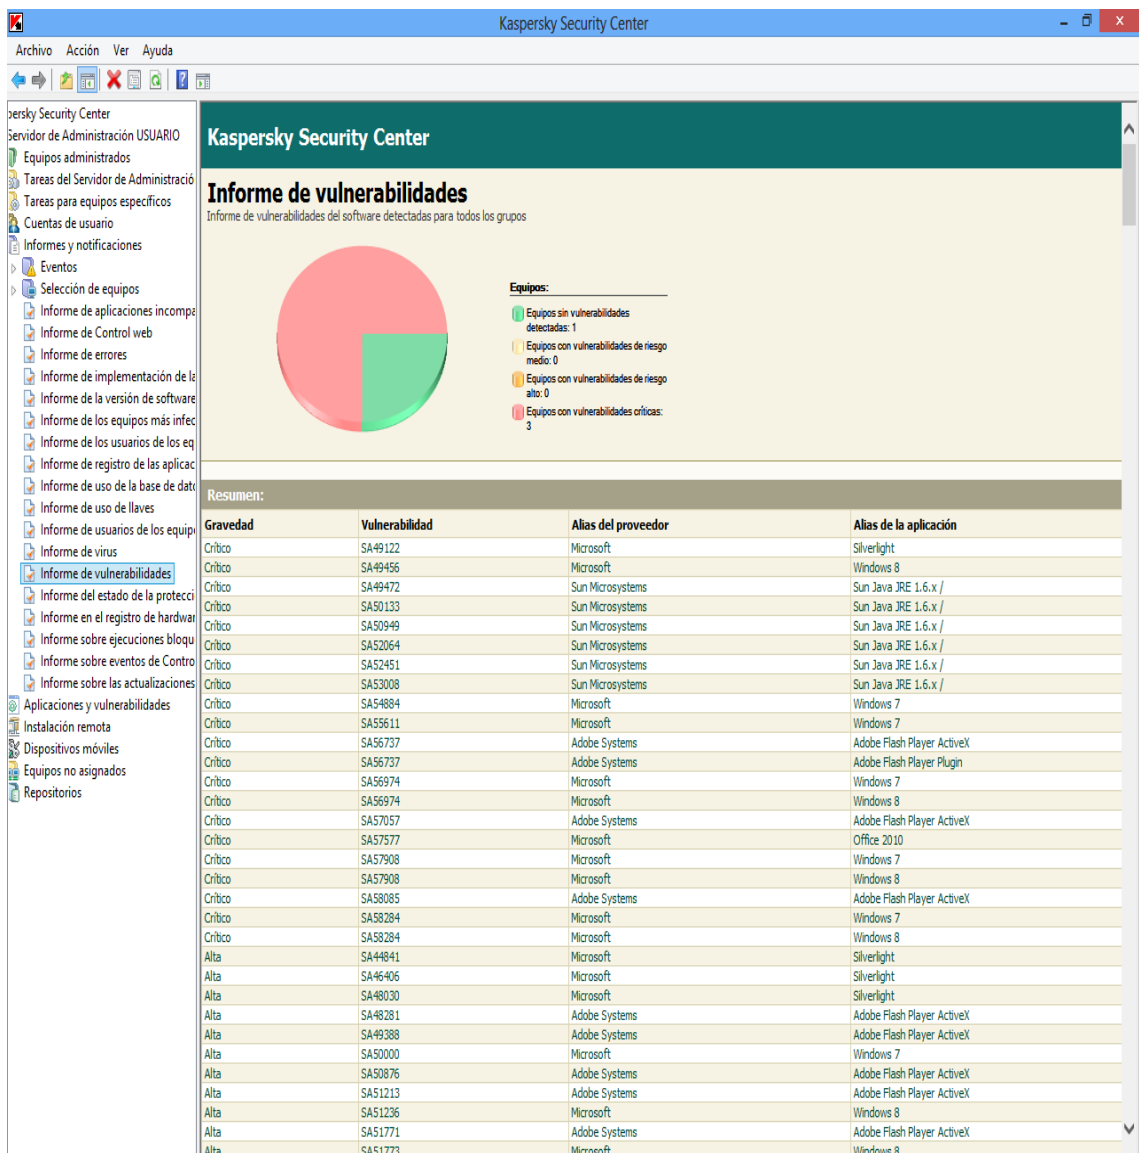 Kaspersky Security Center
Archivo Acción Ver Ayuda
persky Security Center
Servidor de Administración USUARIO
Equipos administrados
Tareas del Servidor de Administració
Tareas para equipos específicos
Cuentas de usuario
Informes y notificaciones
Eventos
Selección de equipos
Informe de aplicaciones incompa
Informe de Control web
Informe de errores
Informe de implementación de la
Informe de la versión de software
Informe de los equipos más infec
Informe de los usuarios de los eq
Informe de registro de las aplicac
Informe de uso de la base de dato
Informe de uso de llaves
Informe de usuarios de los equip
Informe de virus
Informe de vulnerabilidades
Informe del estado de la protecci
Informe en el registro de hardwar
Informe sobre ejecuciones bloqu
Informe sobre eventos de Contro
Informe sobre las actualizaciones
Aplicaciones y vulnerabilidades
Instalación remota
Dispositivos móviles
Equipos no asignados
Repositorios
Kaspersky Security Center
Informe de vulnerabilidades
Informe de vulnerabilidades del software detectadas para todos los grupos
Equipos:
Equipos sin vulnerabilidades
detectadas: 1
Equipos con vulnerabilidades de riesgo
medio: 0
Equipos con vulnerabilidades de riesgo
alto: 0
Equipos con vulnerabilidades críticas:
3
Resumen:
Gravedad Vulnerabilidad Alias del proveedor Alias de la aplicación
Crítico SA49122 Microsoft Silverlight
Crítico SA49456 Microsoft Windows 8
Crítico SA49472 Sun Microsystems Sun Java JRE 1.6.x /
Crítico SA50133 Sun Microsystems Sun Java JRE 1.6.x /
Crítico SA50949 Sun Microsystems Sun Java JRE 1.6.x /
Crítico SA52064 Sun Microsystems Sun Java JRE 1.6.x /
Crítico SA52451 Sun Microsystems Sun Java JRE 1.6.x /
Crítico SA53008 Sun Microsystems Sun Java JRE 1.6.x /
Crítico SA54884 Microsoft Windows 7
Crítico SA55611 Microsoft Windows 7
Crítico SA56737 Adobe Systems Adobe Flash Player ActiveX
Crítico SA56737 Adobe Systems Adobe Flash Player Plugin
Crítico SA56974 Microsoft Windows 7
Crítico SA56974 Microsoft Windows 8
Crítico SA57057 Adobe Systems Adobe Flash Player ActiveX
Crítico SA57577 Microsoft Office 2010
Crítico SA57908 Microsoft Windows 7
Crítico SA57908 Microsoft Windows 8
Crítico SA58085 Adobe Systems Adobe Flash Player ActiveX
Crítico SA58284 Microsoft Windows 7
Crítico SA58284 Microsoft Windows 8
Alta SA44841 Microsoft Silverlight
Alta SA46406 Microsoft Silverlight
Alta SA48030 Microsoft Silverlight
Alta SA48281 Adobe Systems Adobe Flash Player ActiveX
Alta SA49388 Adobe Systems Adobe Flash Player ActiveX
Alta SA50000 Microsoft Windows 7
Alta SA50876 Adobe Systems Adobe Flash Player ActiveX
Alta SA51213 Adobe Systems Adobe Flash Player ActiveX
Alta SA51236 Microsoft Windows 8
Alta SA51771 Adobe Systems Adobe Flash Player ActiveX
Alta SA51773 Microsoft Windows 8